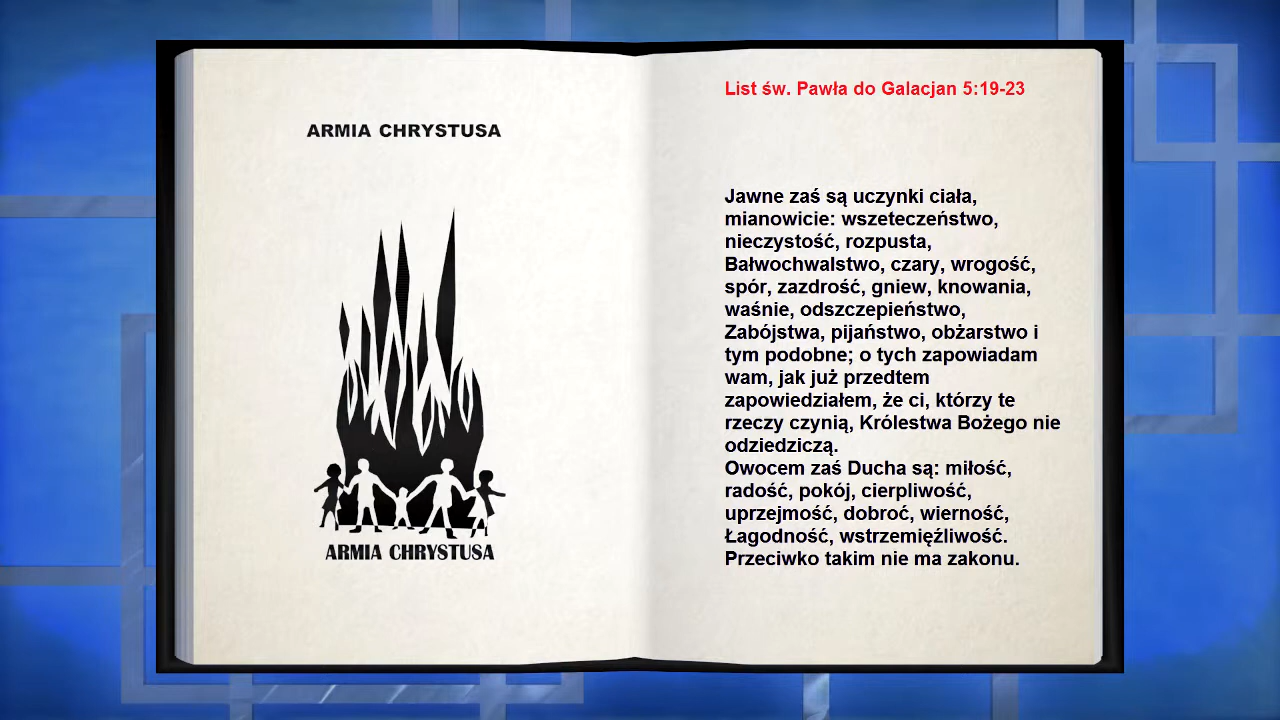 ARMIA CHRYSTUSA
ARMIA CHRYSTUSA
List św. Pawła do Galacjan 5:19-23
Jawne zaś są uczynki ciała,
mianowicie: wszeteczeństwo,
nieczystość, rozpusta,
Bałwochwalstwo, czary, wrogość,
spór, zazdrość, gniew, knowania,
waśnie, odszczepieństwo,
Zabójstwa, pijaństwo, obżarstwo i
tym podobne; o tych zapowiadam
wam, jak już przedtem
zapowiedziałem, że ci, którzy te
rzeczy czynią, Królestwa Bożego nie
odziedziczą.
Owocem zaś Ducha są: miłość,
radość, pokój, cierpliwość,
uprzejmość, dobroć, wierność,
Łagodność, wstrzemięźliwość.
Przeciwko takim nie ma zakonu.